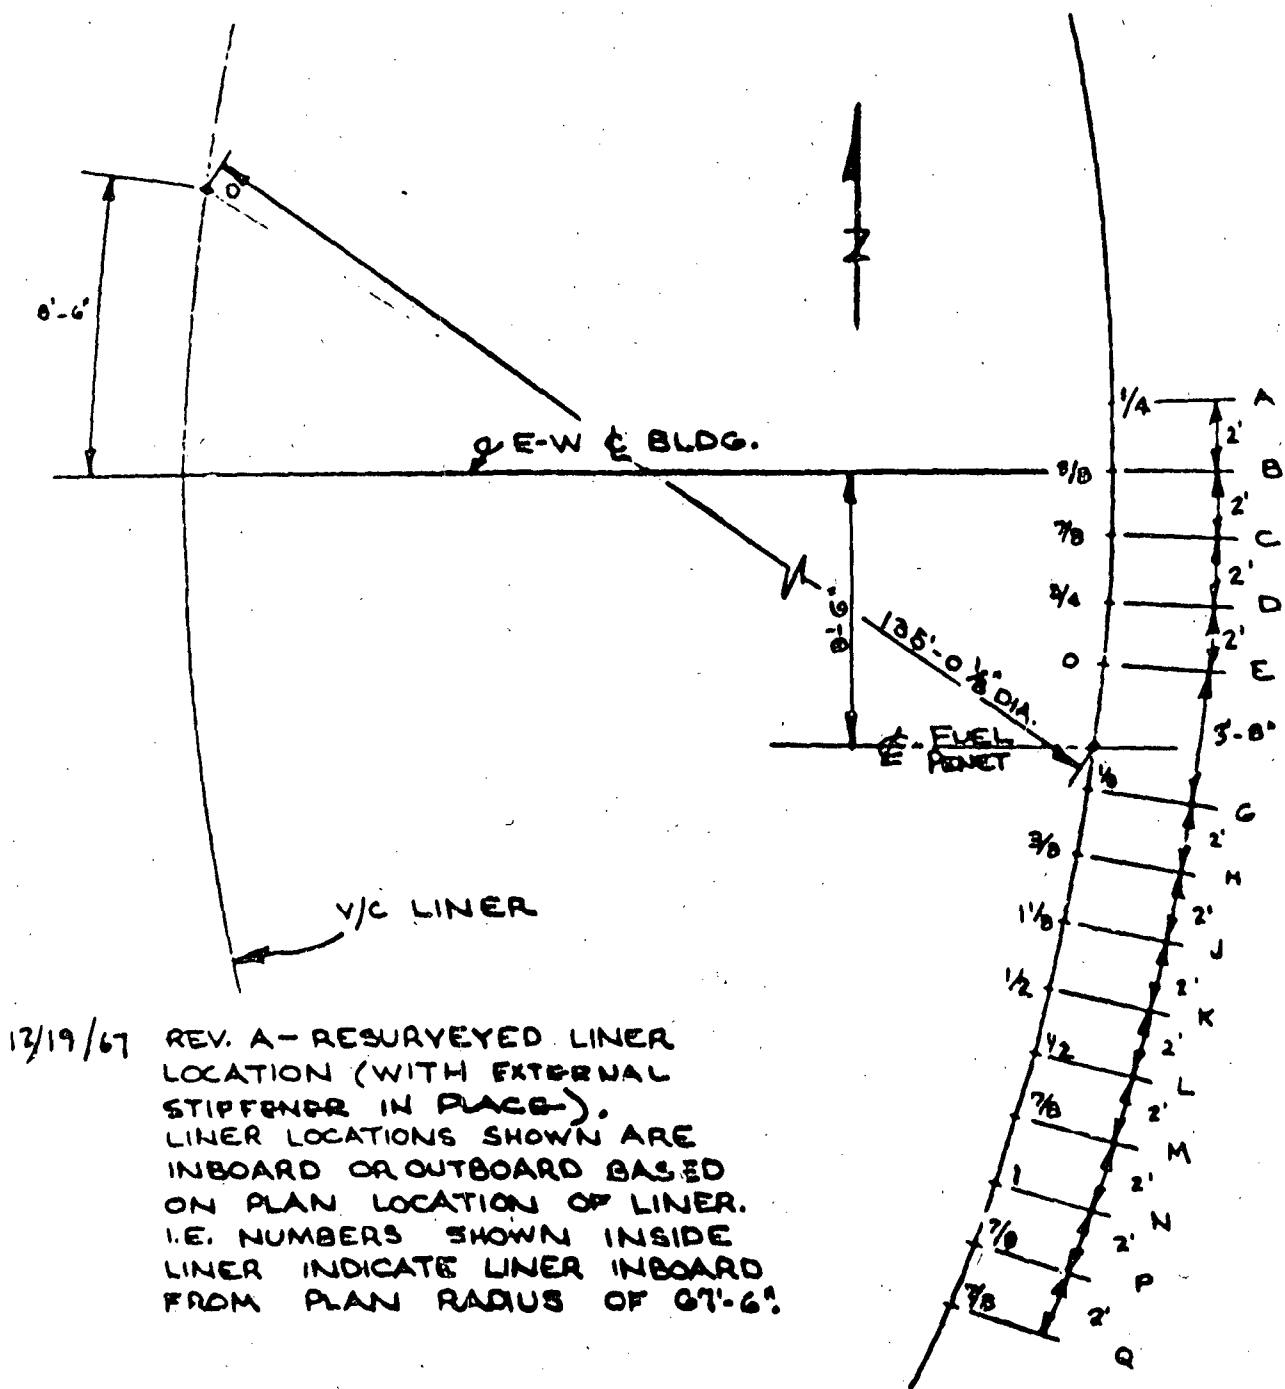 O
8'-6"
E-W ℄ BLDG.
N
1/4 A
2'
3/8 B
2'
7/8 C
2'
3/4 D
2'
0 E
8'-6"
135'-0 1/8" DIA.
℄ FUEL
PENET
3'-8"
1/8 G
2'
3/8 H
2'
1 1/8 J
2'
1/2 K
2'
1/2 L
2'
7/8 M
2'
1 N
2'
7/8 P
2'
7/8 Q
V/C LINER
12/19/67 REV. A - RESURVEYED LINER
LOCATION (WITH EXTERNAL
STIFFENER IN PLACE).
LINER LOCATIONS SHOWN ARE
INBOARD OR OUTBOARD BASED
ON PLAN LOCATION OF LINER.
I.E. NUMBERS SHOWN INSIDE
LINER INDICATE LINER INBOARD
FROM PLAN RADIUS OF 67'-6".